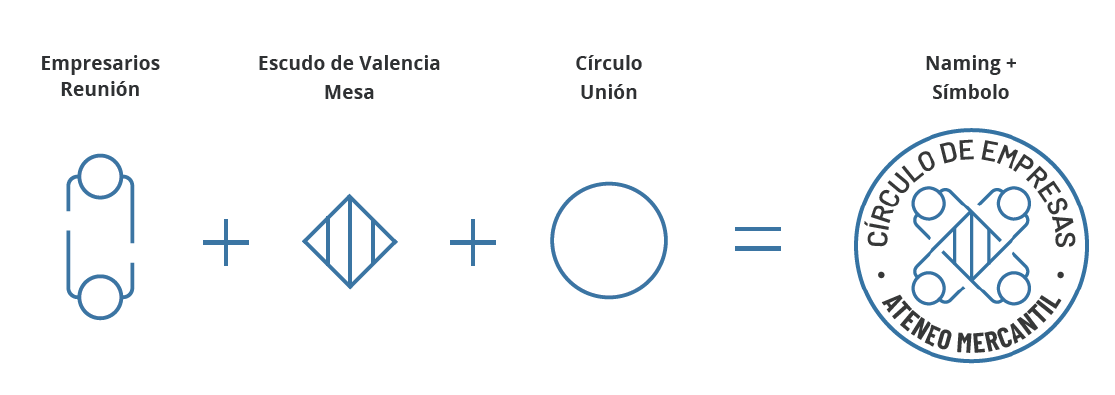 Empresarios
Reunión
Escudo de Valencia
Mesa
Círculo
Unión
Naming +
Símbolo
CÍRCULO DE EMPRESAS
• ATENEO MERCANTIL •